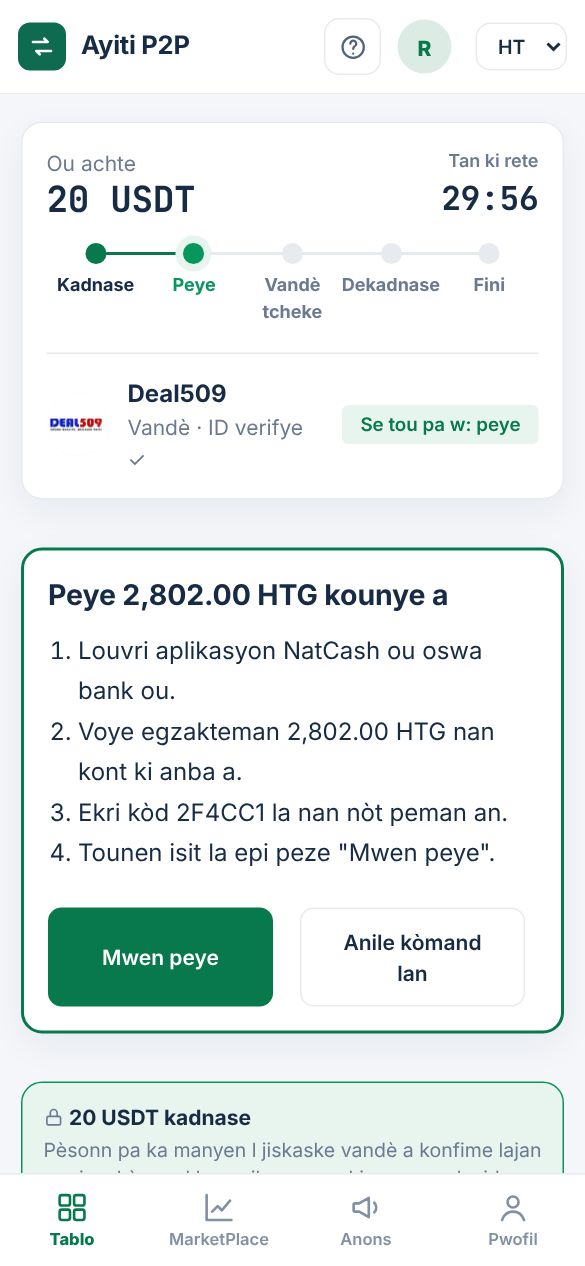 Ayiti P2P
R
HT
Ou achte
Tan ki rete
20 USDT
29:56
Kadnase
Peye
Vandè
tcheke
Dekadnase
Fini
DEAL509
Deal509
Vandè · ID verifye
✓
Se tou pa w: peye
Peye 2,802.00 HTG kounye a
1. Louvri aplikasyon NatCash ou oswa
bank ou.
2. Voye egzakteman 2,802.00 HTG nan
kont ki anba a.
3. Ekri kòd 2F4CC1 la nan nòt peman an.
4. Tounen isit la epi peze "Mwen peye".
Mwen peye
Anile kòmand
lan
20 USDT kadnase
Pèsonn pa ka manyen l jiskaske vandè a konfime lajan
Tablo
MarketPlace
Anons
Pwofil